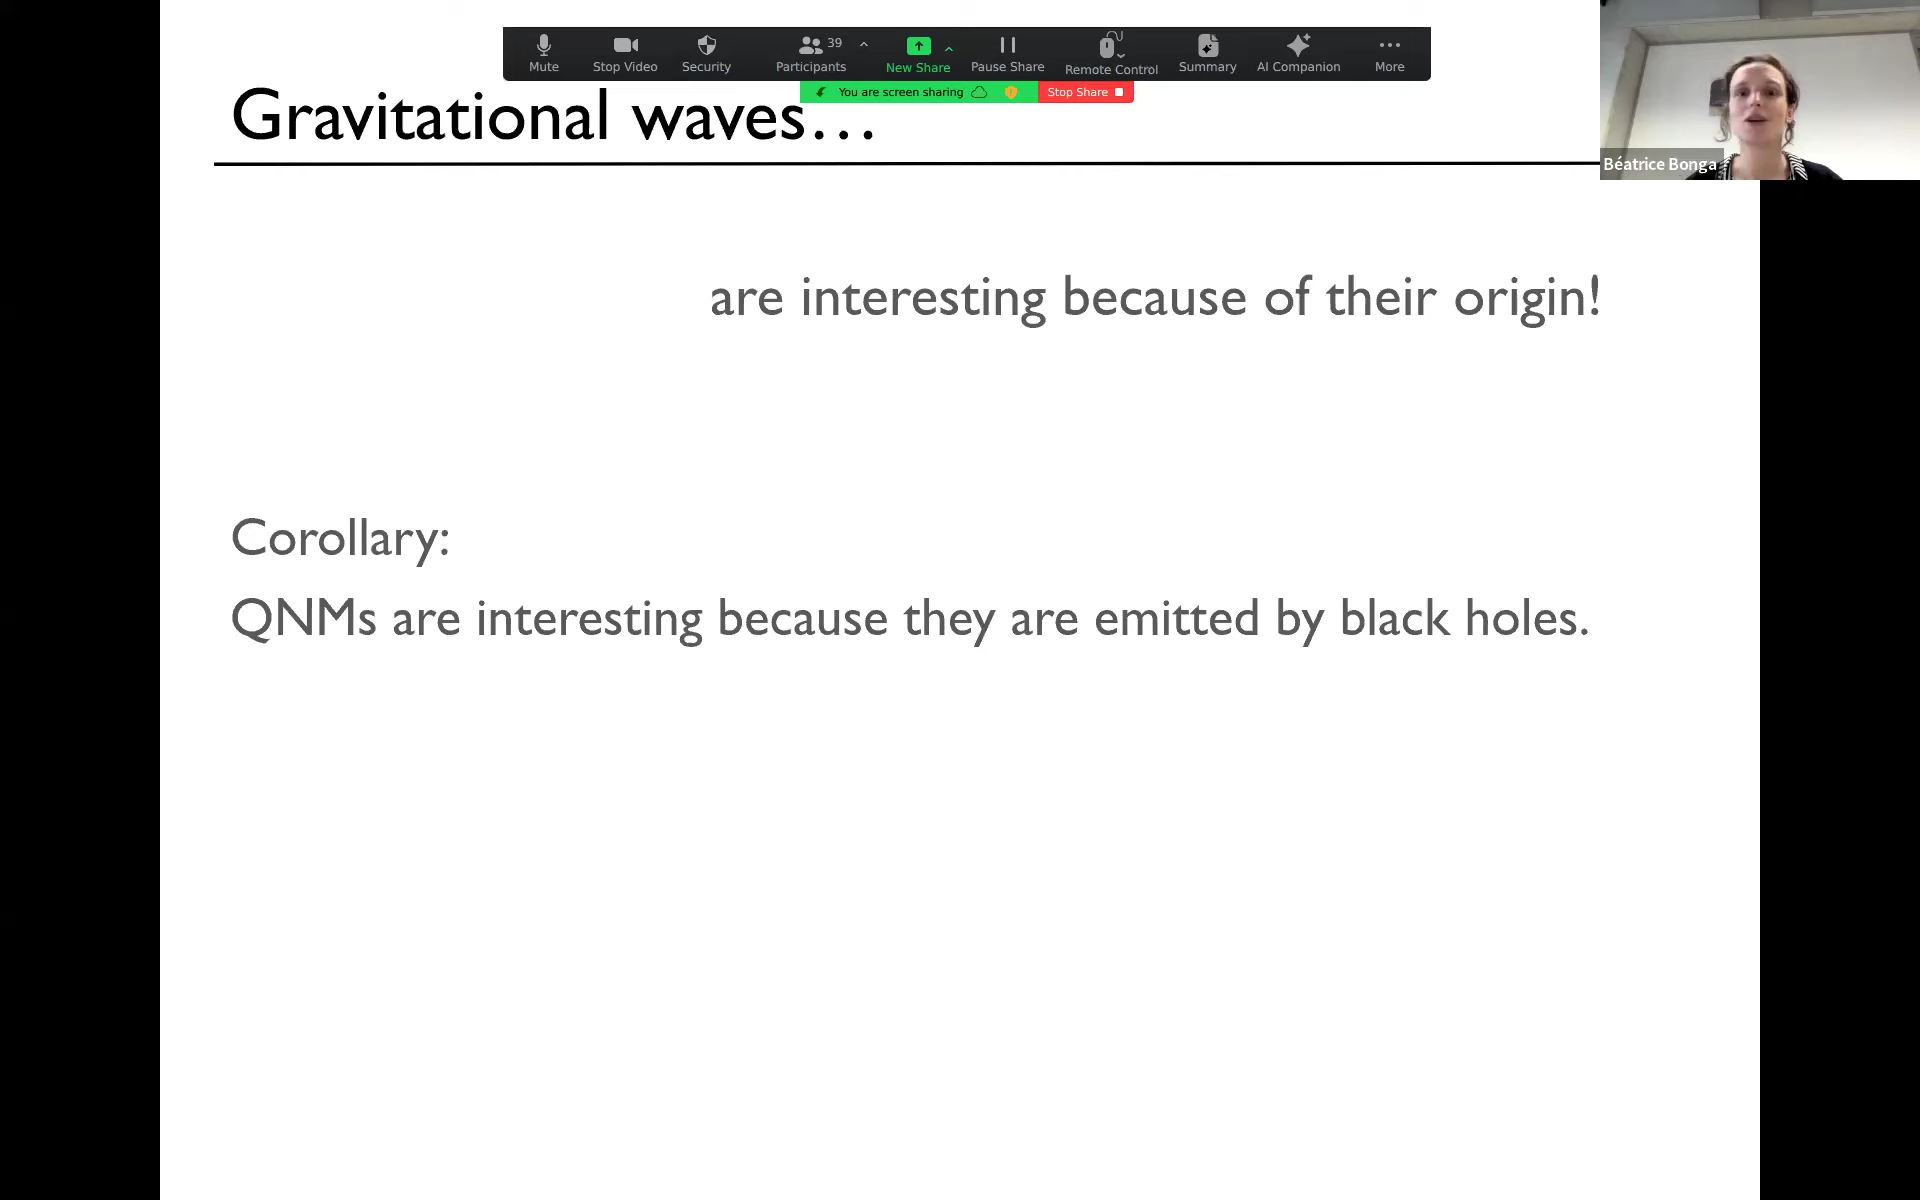 Mute
Stop Video
Security
Participants
39
New Share
Pause Share
Remote Control
Summary
AI Companion
More
You are screen sharing
Stop Share
Gravitational waves…
Béatrice Bonga
are interesting because of their origin!
Corollary:
QNMs are interesting because they are emitted by black holes.